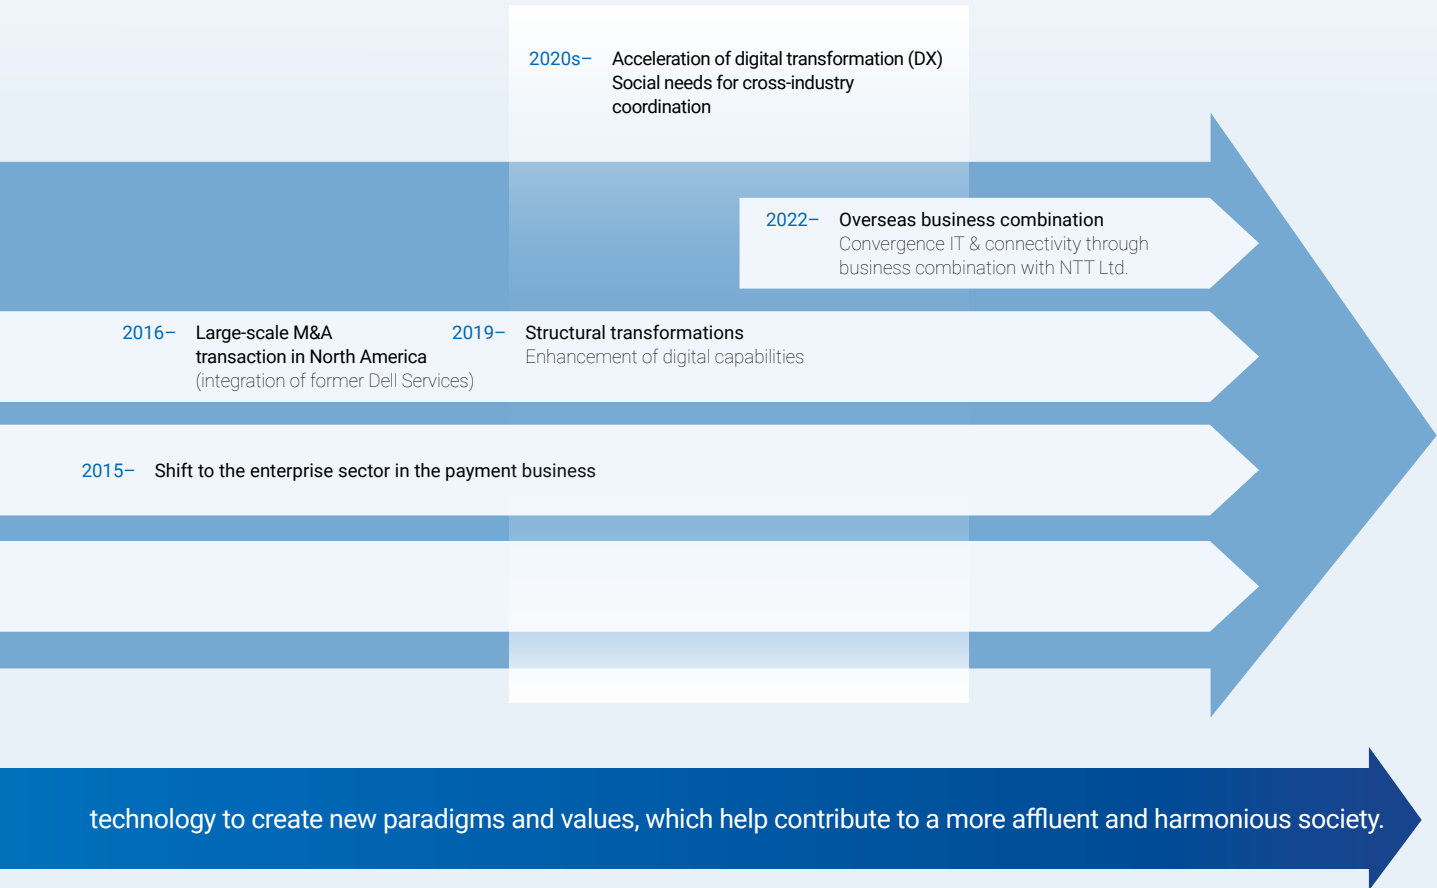 2020s– Acceleration of digital transformation (DX)
Social needs for cross-industry
coordination
2022– Overseas business combination
Convergence IT & connectivity through
business combination with NTT Ltd.
2016– Large-scale M&A
transaction in North America
(integration of former Dell Services)
2019– Structural transformations
Enhancement of digital capabilities
2015– Shift to the enterprise sector in the payment business
technology to create new paradigms and values, which help contribute to a more affluent and harmonious society.